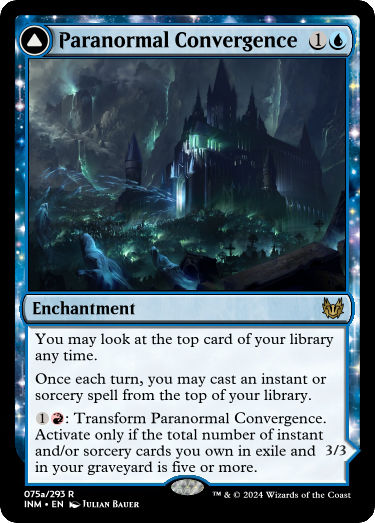 Paranormal Convergence 1
Enchantment
You may look at the top card of your library
any time.
Once each turn, you may cast an instant or
sorcery spell from the top of your library.
1 : Transform Paranormal Convergence.
Activate only if the total number of instant
and/or sorcery cards you own in exile and
in your graveyard is five or more.
3/3
075a/293 R
INM • EN Julian Bauer
™ & © 2024 Wizards of the Coast